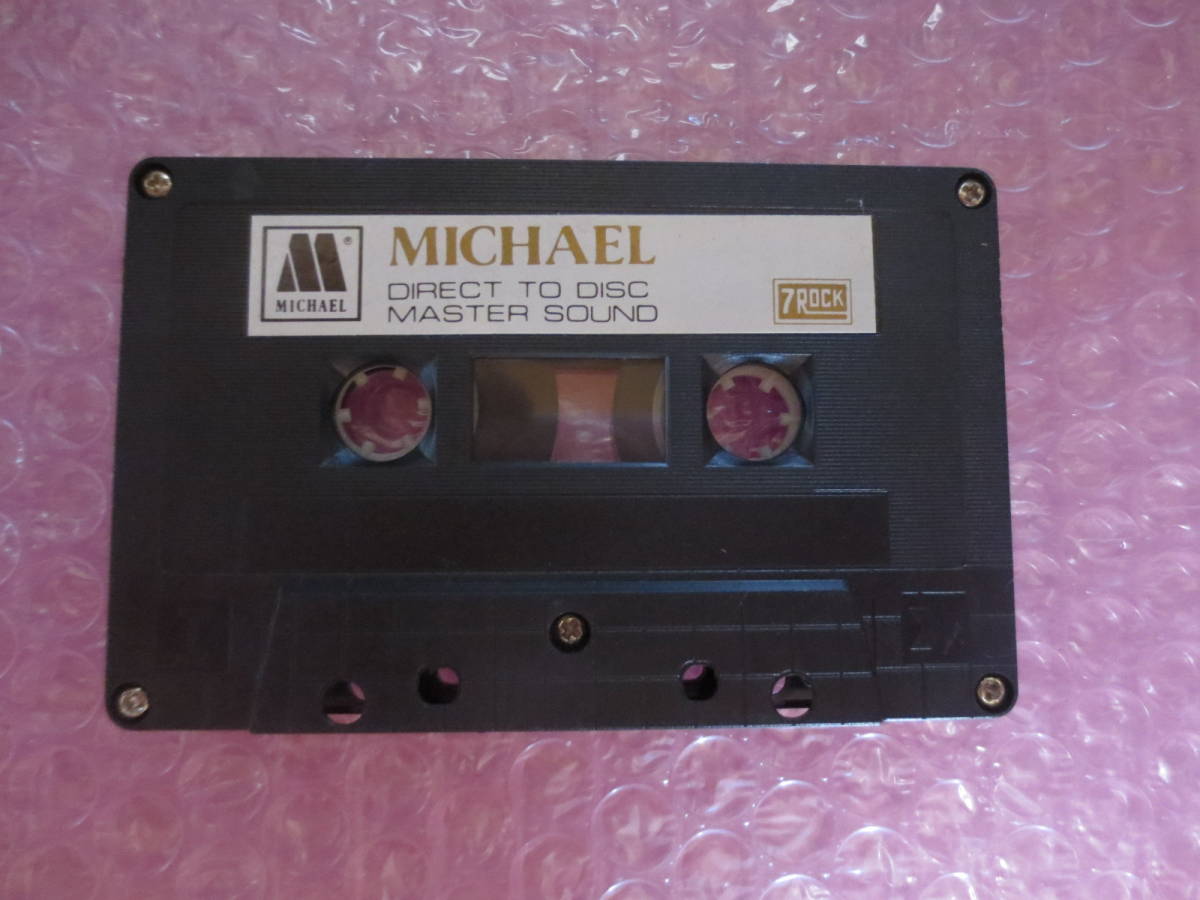 M®
MICHAEL
MICHAEL
DIRECT TO DISC
MASTER SOUND
7ROCK